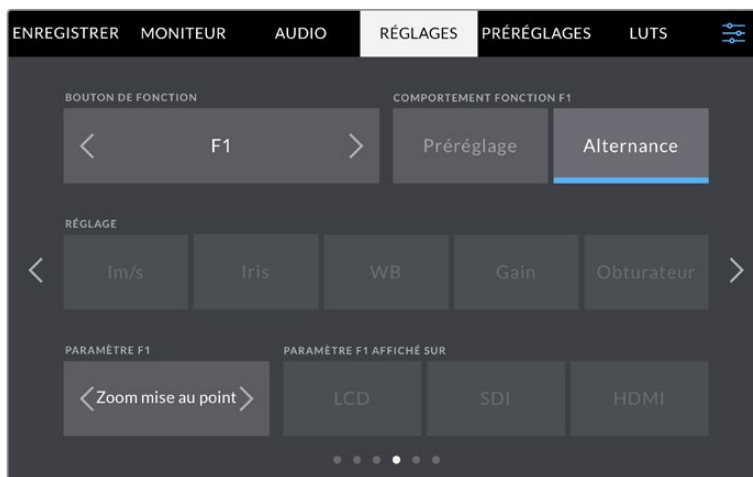 ENREGISTRER MONITEUR AUDIO RÉGLAGES PRÉRÉGLAGES LUTS
BOUTON DE FONCTION COMPORTEMENT FONCTION F1
F1 Préréglage Alternance
RÉGLAGE
Im/s Iris WB Gain Obturateur
PARAMÈTRE F1 PARAMÈTRE F1 AFFICHÉ SUR
Zoom mise au point LCD SDI HDMI